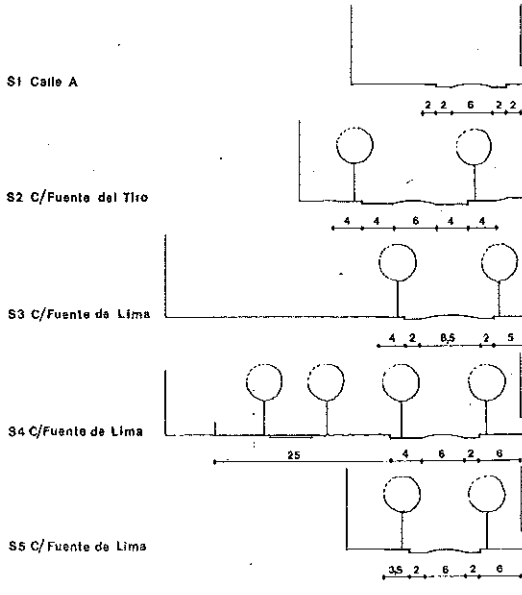 S1 Calle A
2 2 6 2 2
S2 C/Fuente del Tiro
4 4 6 4 4
S3 C/Fuente de Lima
4 2 8,5 2 5
S4 C/Fuente de Lima
25 4 6 2 6
S5 C/Fuente de Lima
3,5 2 6 2 6